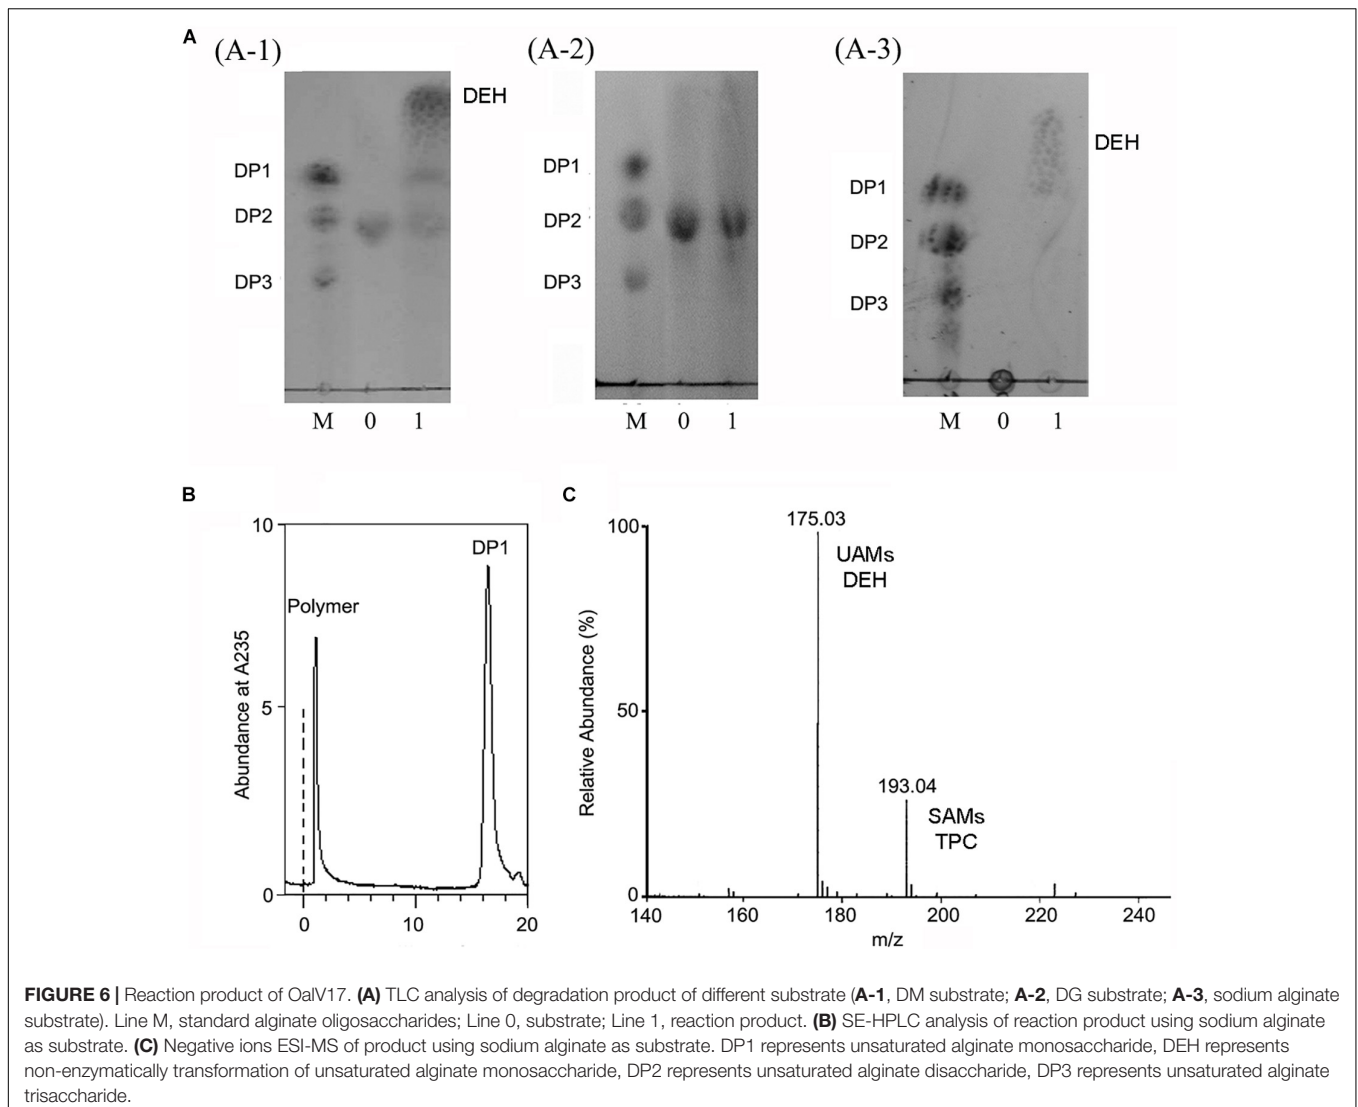 A
(A-1)
(A-2)
(A-3)
DEH
DP1
DP2
DP3
M 0 1
DP1
DP2
DP3
M 0 1
DEH
DP1
DP2
DP3
M 0 1
B
10
5
0
Abundance at A235
Polymer
DP1
0 10 20
C
100
50
0
Relative Abundance (%)
175.03
UAMs
DEH
193.04
SAMs
TPC
140 160 180 200 220 240
m/z
FIGURE 6 | Reaction product of OalV17. (A) TLC analysis of degradation product of different substrate (A-1, DM substrate; A-2, DG substrate; A-3, sodium alginate
substrate). Line M, standard alginate oligosaccharides; Line 0, substrate; Line 1, reaction product. (B) SE-HPLC analysis of reaction product using sodium alginate
as substrate. (C) Negative ions ESI-MS of product using sodium alginate as substrate. DP1 represents unsaturated alginate monosaccharide, DEH represents
non-enzymatically transformation of unsaturated alginate monosaccharide, DP2 represents unsaturated alginate disaccharide, DP3 represents unsaturated alginate
trisaccharide.